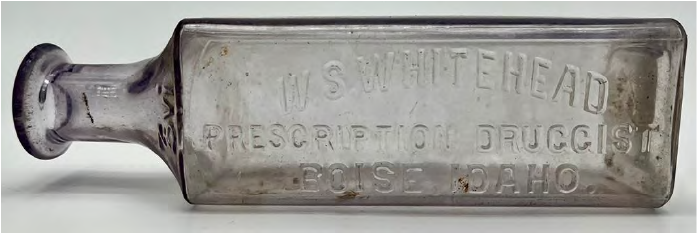 W S WHITEHEAD
PRESCRIPTION DRUGGIST
BOISE IDAHO.